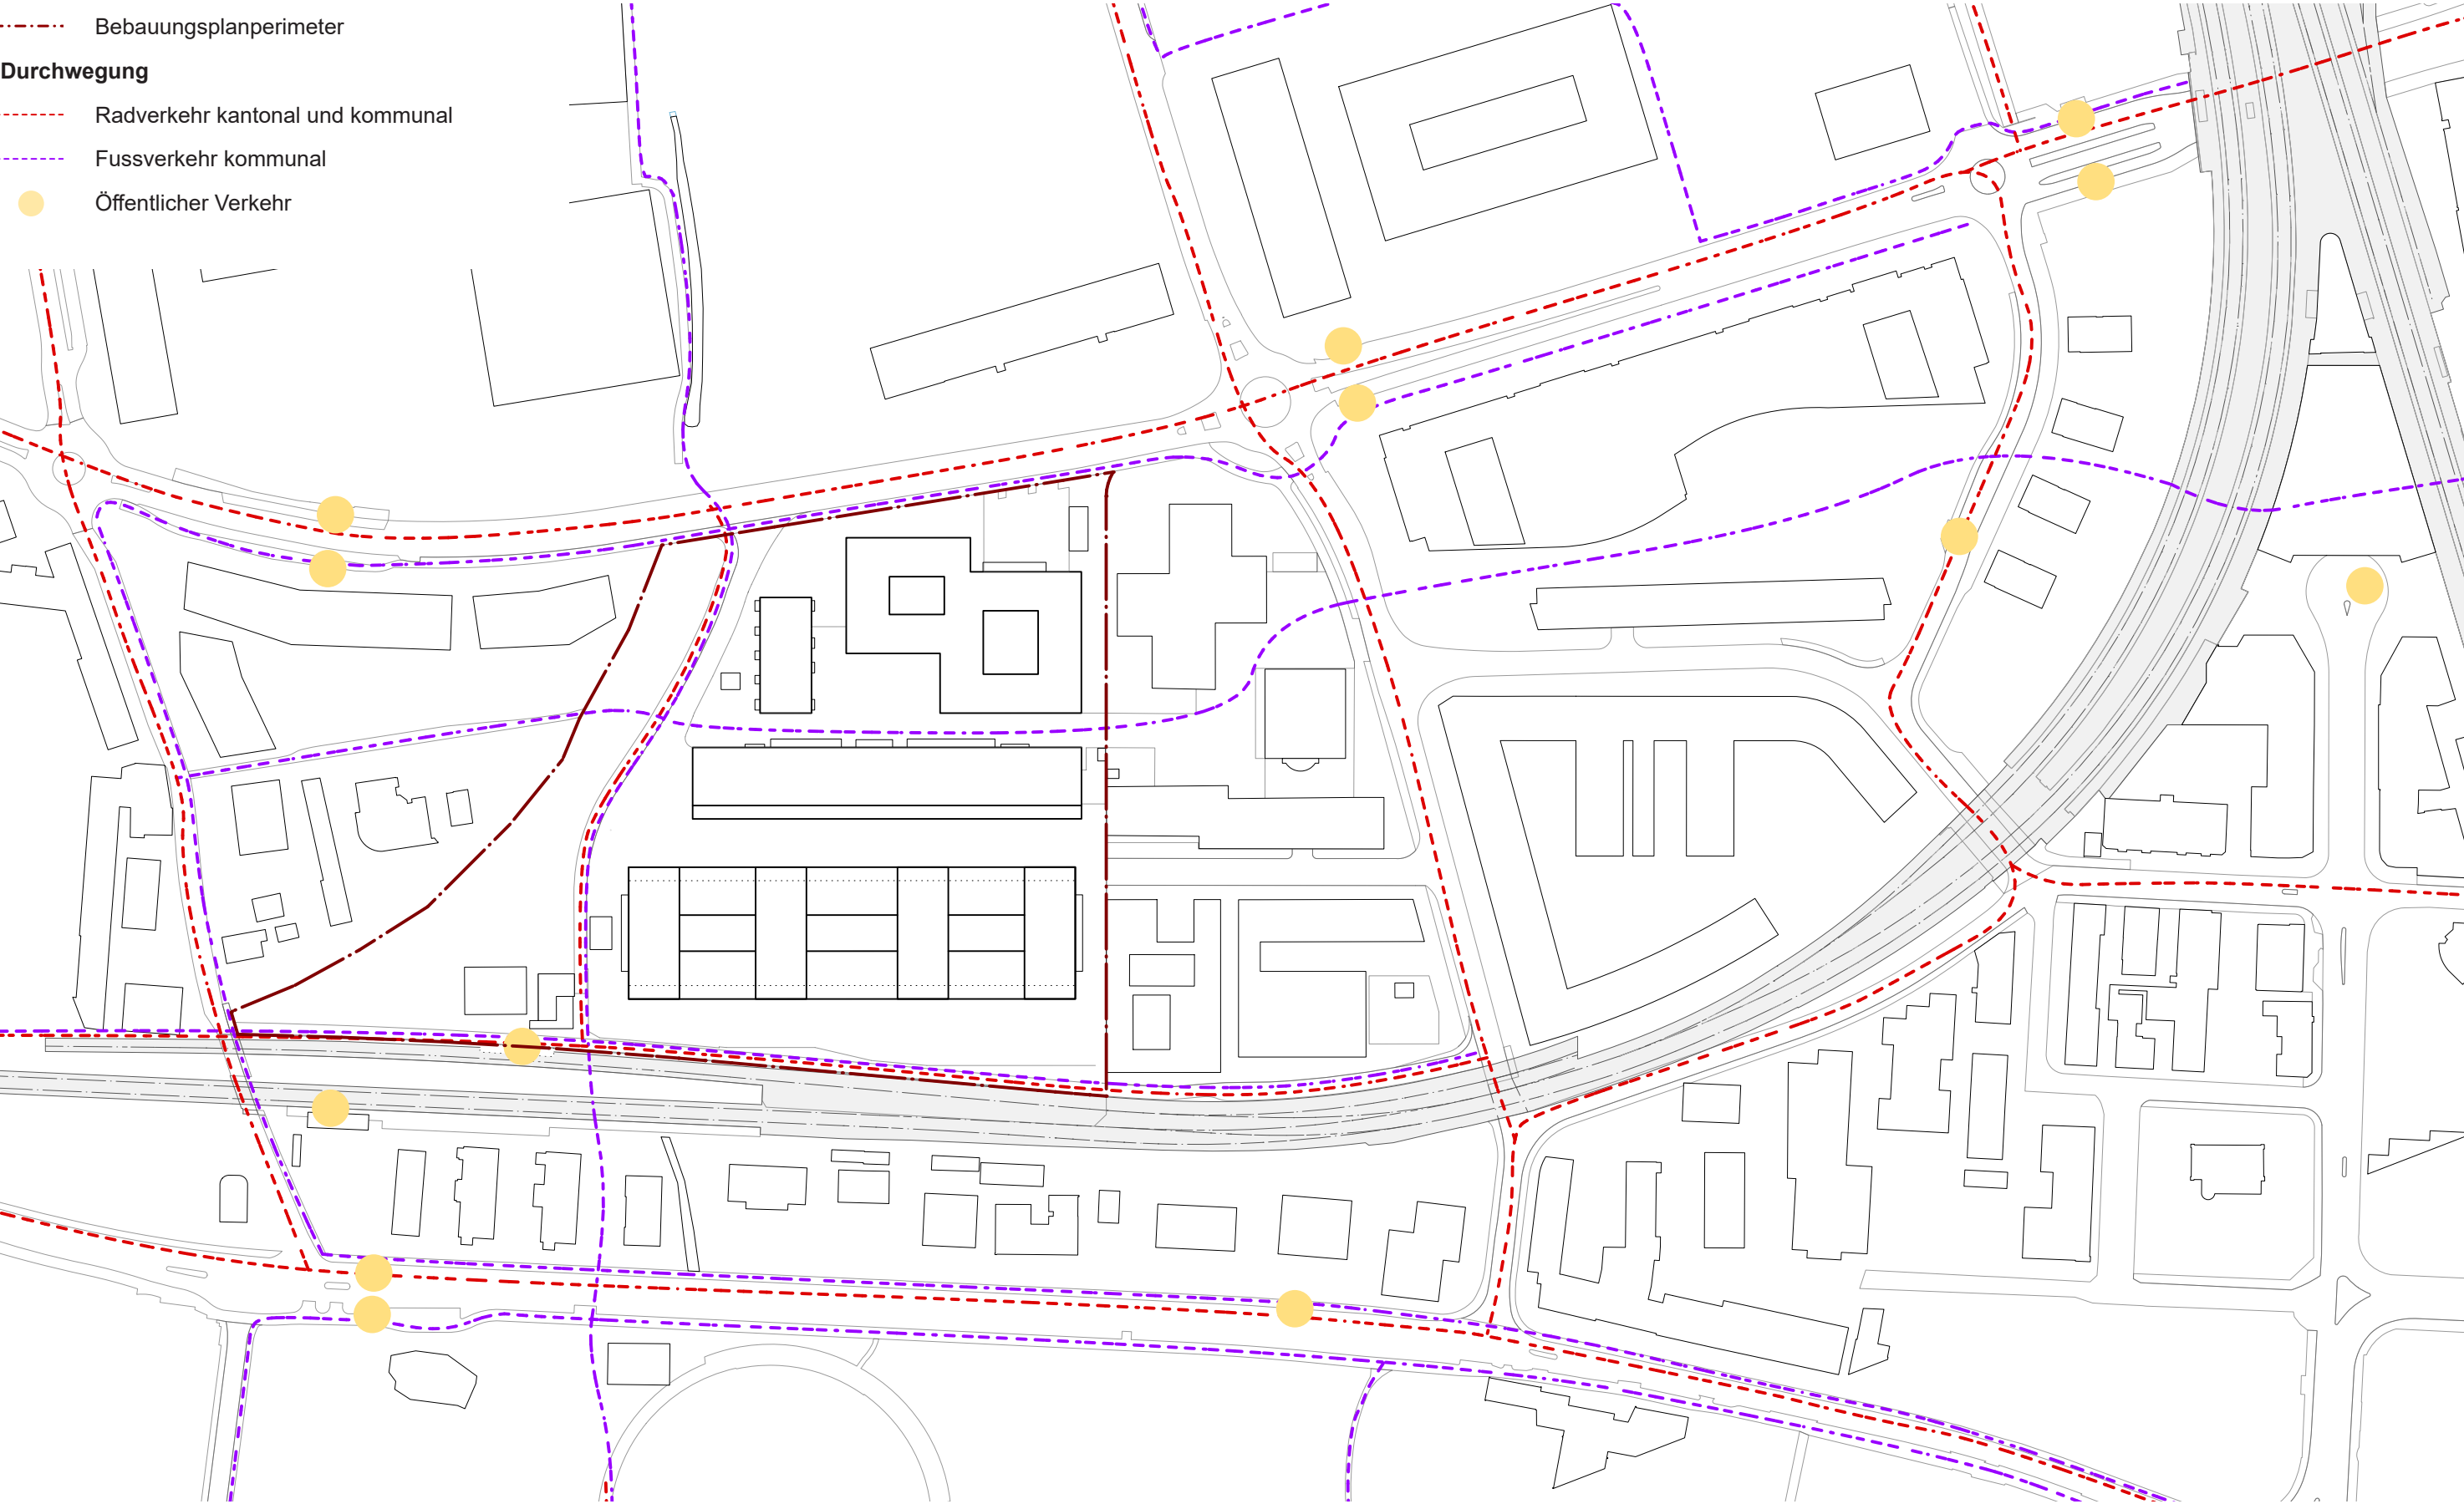 Bebauungsplanperimeter
Durchwegung
Radverkehr kantonal und kommunal
Fussverkehr kommunal
Öffentlicher Verkehr